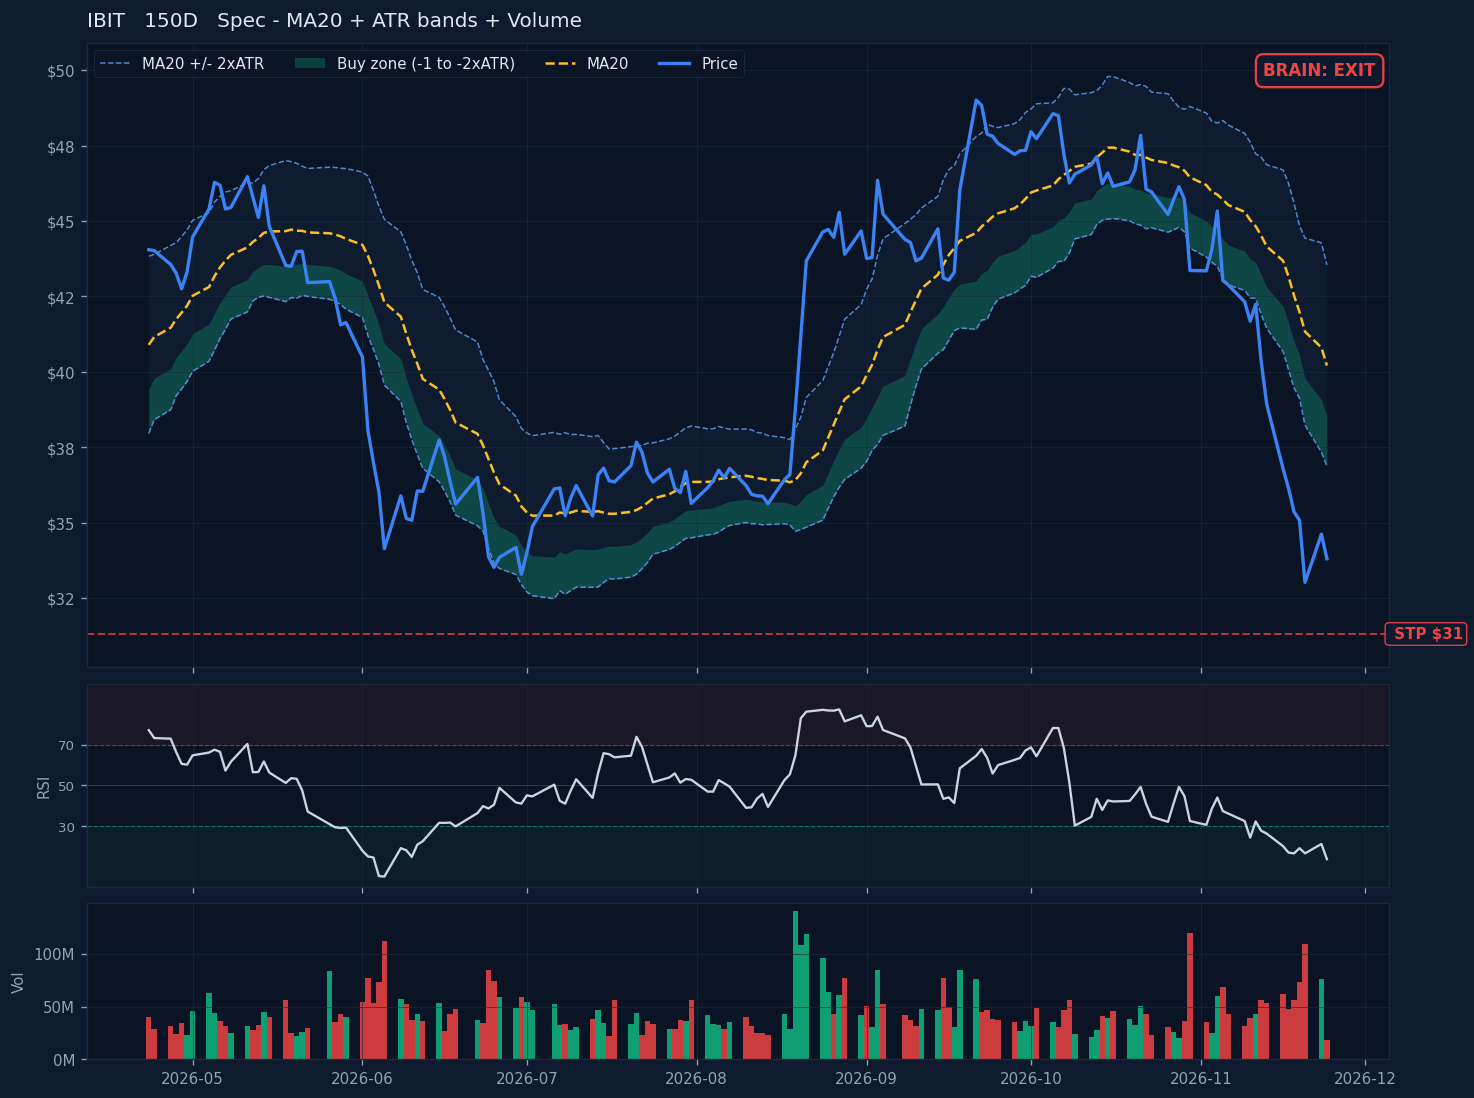 IBIT   150D   Spec - MA20 + ATR bands + Volume
MA20 +/- 2xATR
Buy zone (-1 to -2xATR)
MA20
Price
BRAIN: EXIT
$50
$48
$45
$42
$40
$38
$35
$32
STP $31
RSI
70
50
30
Vol
100M
50M
0M
2026-05
2026-06
2026-07
2026-08
2026-09
2026-10
2026-11
2026-12